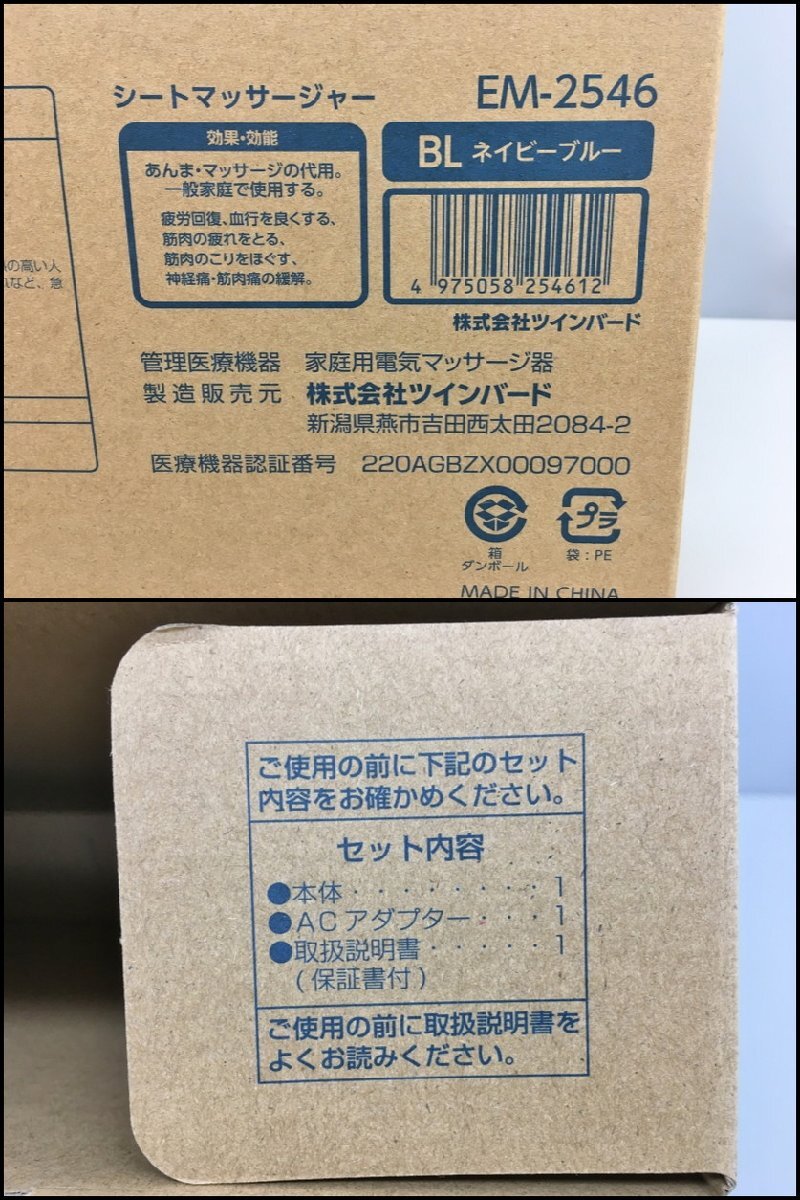 シートマッサージャー
EM-2546
効果・効能
あんま・マッサージの代用。
一般家庭で使用する。
疲労回復、血行を良くする、
筋肉の疲れをとる、
筋肉のこりをほぐす、
神経痛・筋肉痛の緩解。
BL ネイビーブルー
4 975058 254612
株式会社ツインバード
の高い人
など、急
管理医療機器 家庭用電気マッサージ器
製造販売元 株式会社ツインバード
新潟県燕市吉田西太田2084-2
医療機器認証番号 220AGBZX00097000
箱
ダンボール
プラ
袋:PE
MADE IN CHINA
ご使用の前に下記のセット
内容をお確かめください。
セット内容
●本体・・・・・・・・1
●ACアダプター・・・1
●取扱説明書・・・・・1
(保証書付)
ご使用の前に取扱説明書を
よくお読みください。